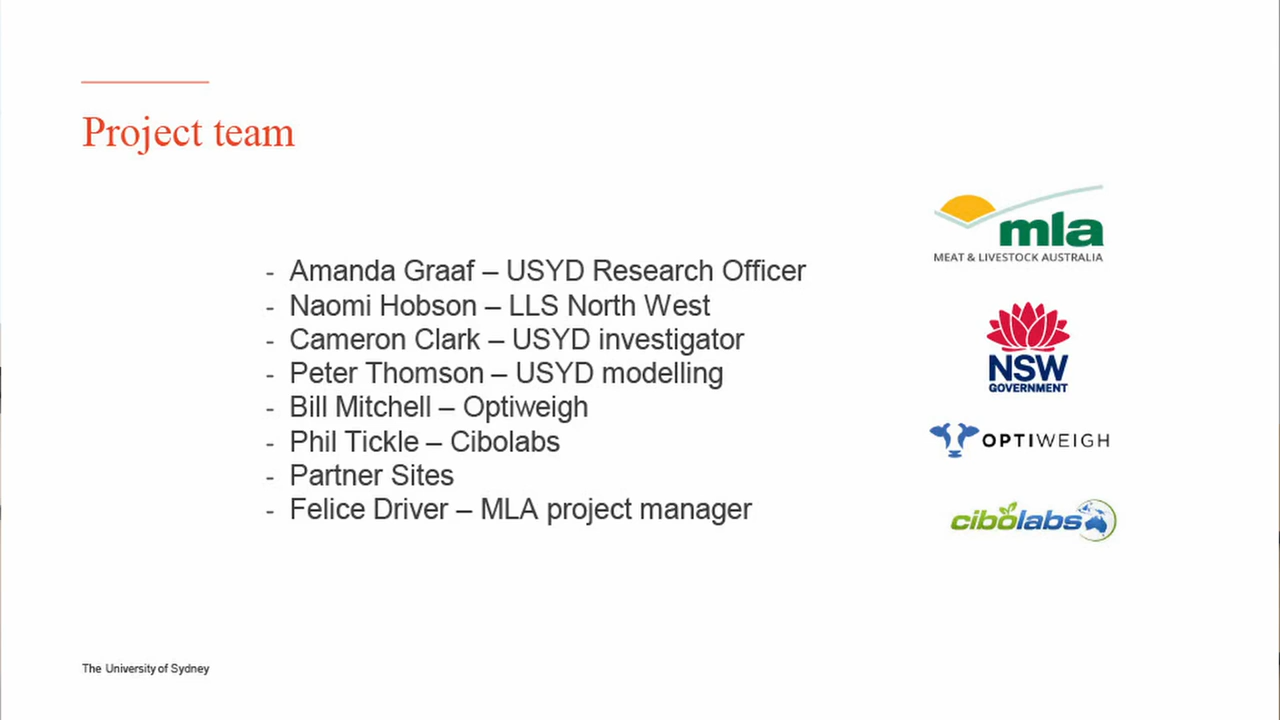 Project team
- Amanda Graaf – USYD Research Officer
- Naomi Hobson – LLS North West
- Cameron Clark – USYD investigator
- Peter Thomson – USYD modelling
- Bill Mitchell – Optiweigh
- Phil Tickle – Cibolabs
- Partner Sites
- Felice Driver – MLA project manager
mla
MEAT & LIVESTOCK AUSTRALIA
NSW
GOVERNMENT
OPTIWEIGH
cibolabs
The University of Sydney